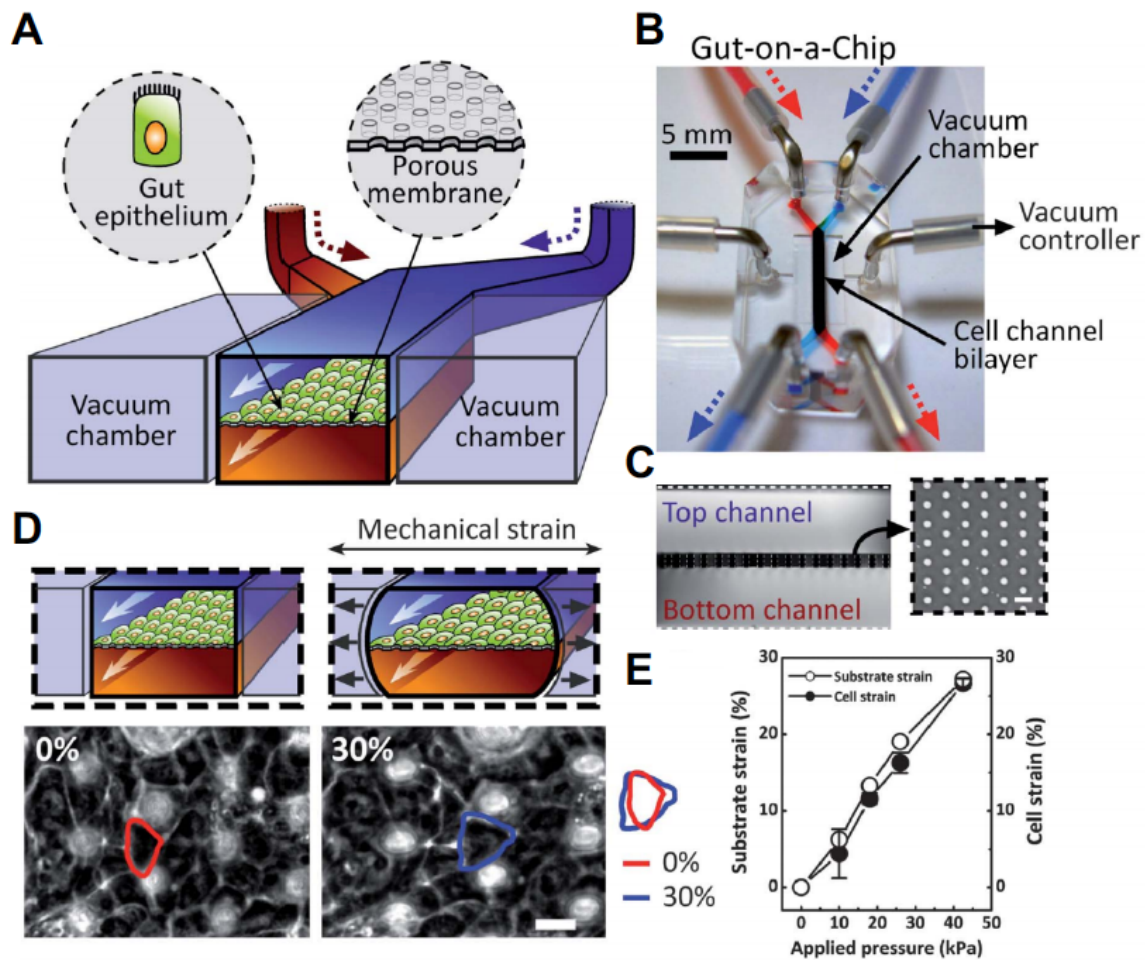 A
Gut
epithelium
Porous
membrane
Vacuum
chamber
Vacuum
chamber
B
Gut-on-a-Chip
5 mm
Vacuum
chamber
Vacuum
controller
Cell channel
bilayer
C
Top channel
Bottom channel
D
Mechanical strain
0%
30%
0%
30%
E
Substrate strain
Cell strain
Substrate strain (%)
Cell strain (%)
30
20
10
0
30
20
10
0
0 10 20 30 40 50
Applied pressure (kPa)